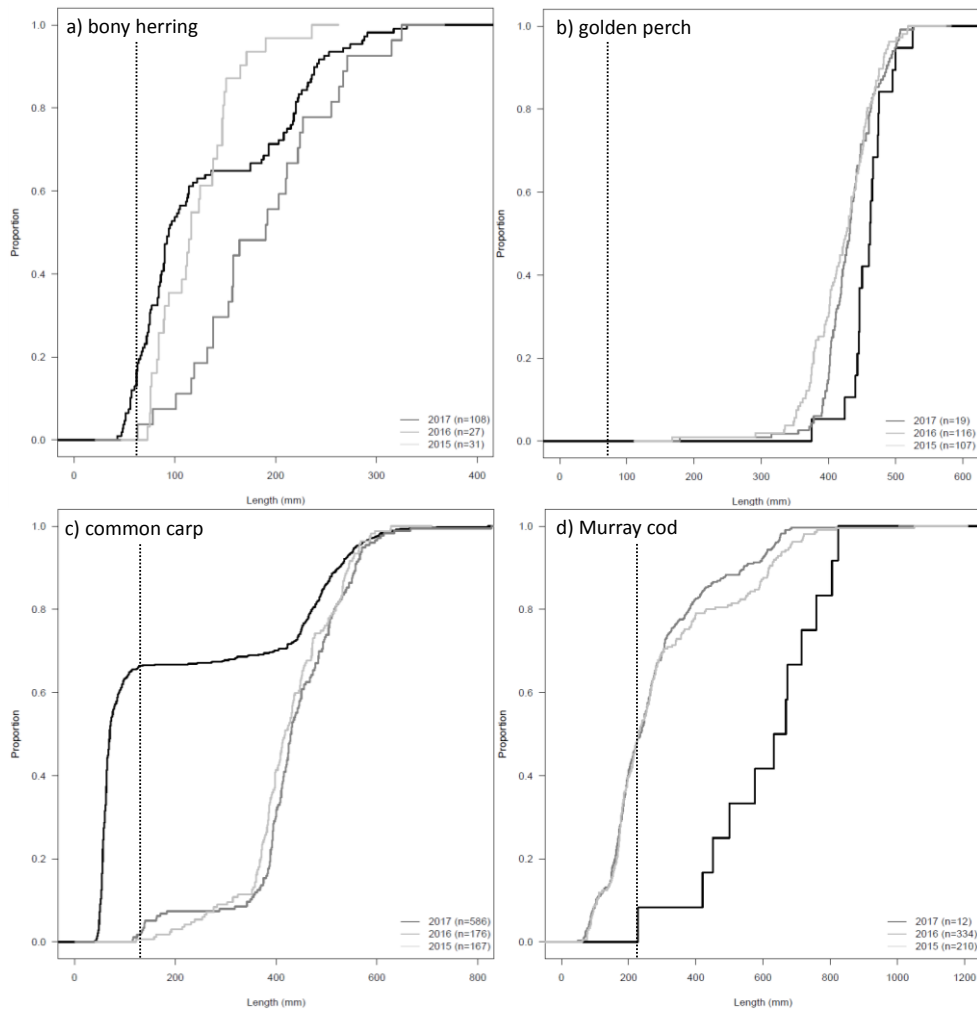 a) bony herring
1.0
0.8
0.6
0.4
0.2
0.0
Proportion
0 100 200 300 400
Length (mm)
2017 (n=108)
2016 (n=27)
2015 (n=31)
b) golden perch
1.0
0.8
0.6
0.4
0.2
0.0
Proportion
0 100 200 300 400 500 600
Length (mm)
2017 (n=19)
2016 (n=116)
2015 (n=107)
c) common carp
1.0
0.8
0.6
0.4
0.2
0.0
Proportion
0 200 400 600 800
Length (mm)
2017 (n=586)
2016 (n=176)
2015 (n=167)
d) Murray cod
1.0
0.8
0.6
0.4
0.2
0.0
Proportion
0 200 400 600 800 1000 1200
Length (mm)
2017 (n=12)
2016 (n=334)
2015 (n=210)